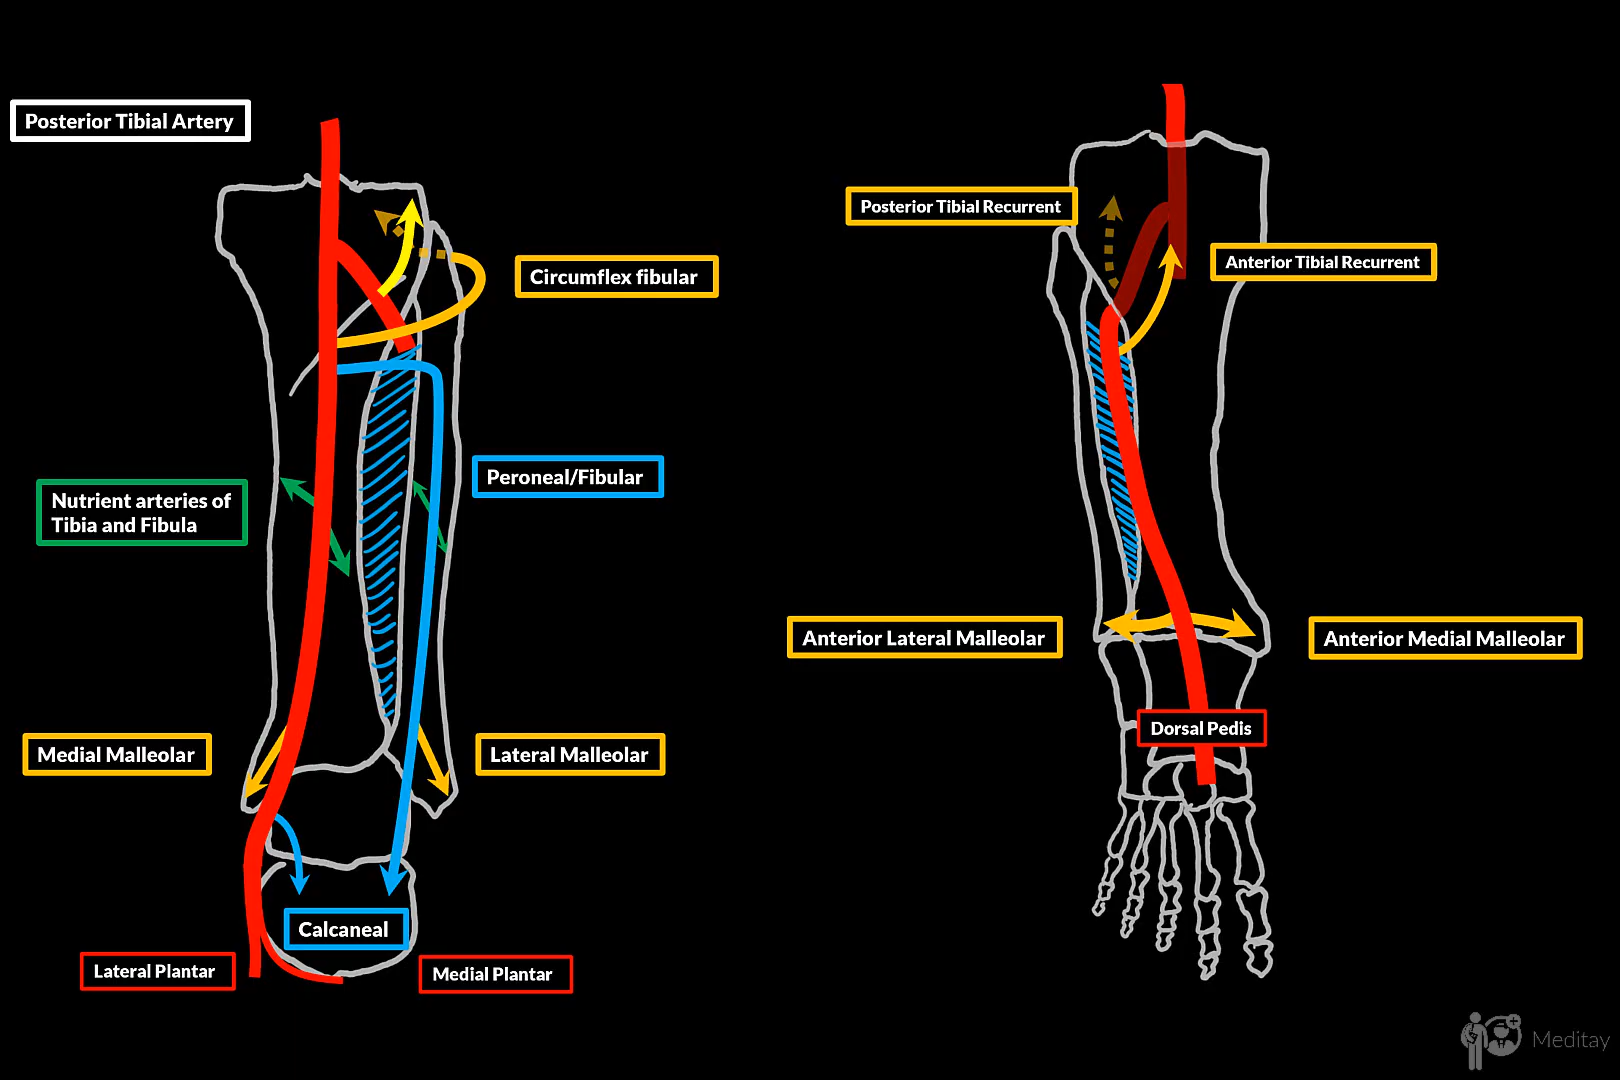 Posterior Tibial Artery
Circumflex fibular
Peroneal/Fibular
Nutrient arteries of
Tibia and Fibula
Medial Malleolar
Lateral Malleolar
Calcaneal
Lateral Plantar
Medial Plantar
Posterior Tibial Recurrent
Anterior Tibial Recurrent
Anterior Lateral Malleolar
Anterior Medial Malleolar
Dorsal Pedis
Meditay